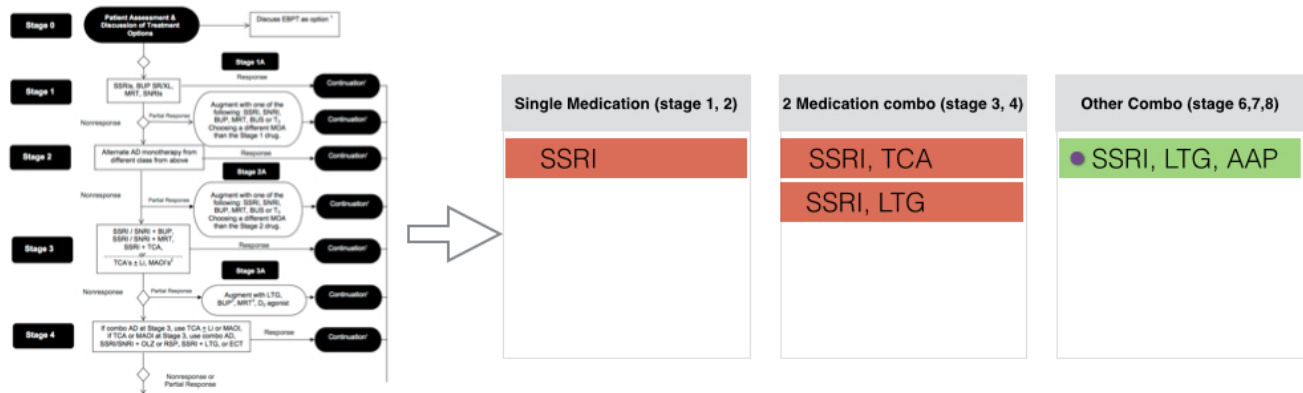 Stage 0
Patient Assessment &
Discussion of Treatment
Options
Discuss EBPT as option
Stage 1A
Stage 1
SSRIs, BUP SR/XL,
MRT, SNRIs
Response
Continuation
Nonresponse
Partial Response
Augment with one of the
following: SSRI, SNRI,
BUP, MRT, BUS or T3
Choosing a different MOA
than the Stage 1 drug.
Continuation
Stage 2
Alternate AD monotherapy from
different class from above
Response
Continuation
Stage 2A
Nonresponse
Partial Response
Augment with one of the
following: SSRI, SNRI,
BUP, MRT, BUS or T3
Choosing a different MOA
than the Stage 2 drug.
Continuation
Stage 3
SSRI / SNRI + BUP,
SSRI / SNRI + MRT,
SSRI + TCA,
or
TCA's ± Li, MAOI's
Response
Continuation
Stage 3A
Nonresponse
Partial Response
Augment with LTG,
BUP, MRT, D2 agonist
Continuation
Stage 4
If combo AD at Stage 3, use TCA ± Li or MAOI,
If TCA or MAOI at Stage 3, use combo AD,
SSRI/SNRI + OLZ or RSP, SSRI + LTG, or ECT
Response
Continuation
Nonresponse or
Partial Response
Single Medication (stage 1, 2)
SSRI
2 Medication combo (stage 3, 4)
SSRI, TCA
SSRI, LTG
Other Combo (stage 6,7,8)
SSRI, LTG, AAP